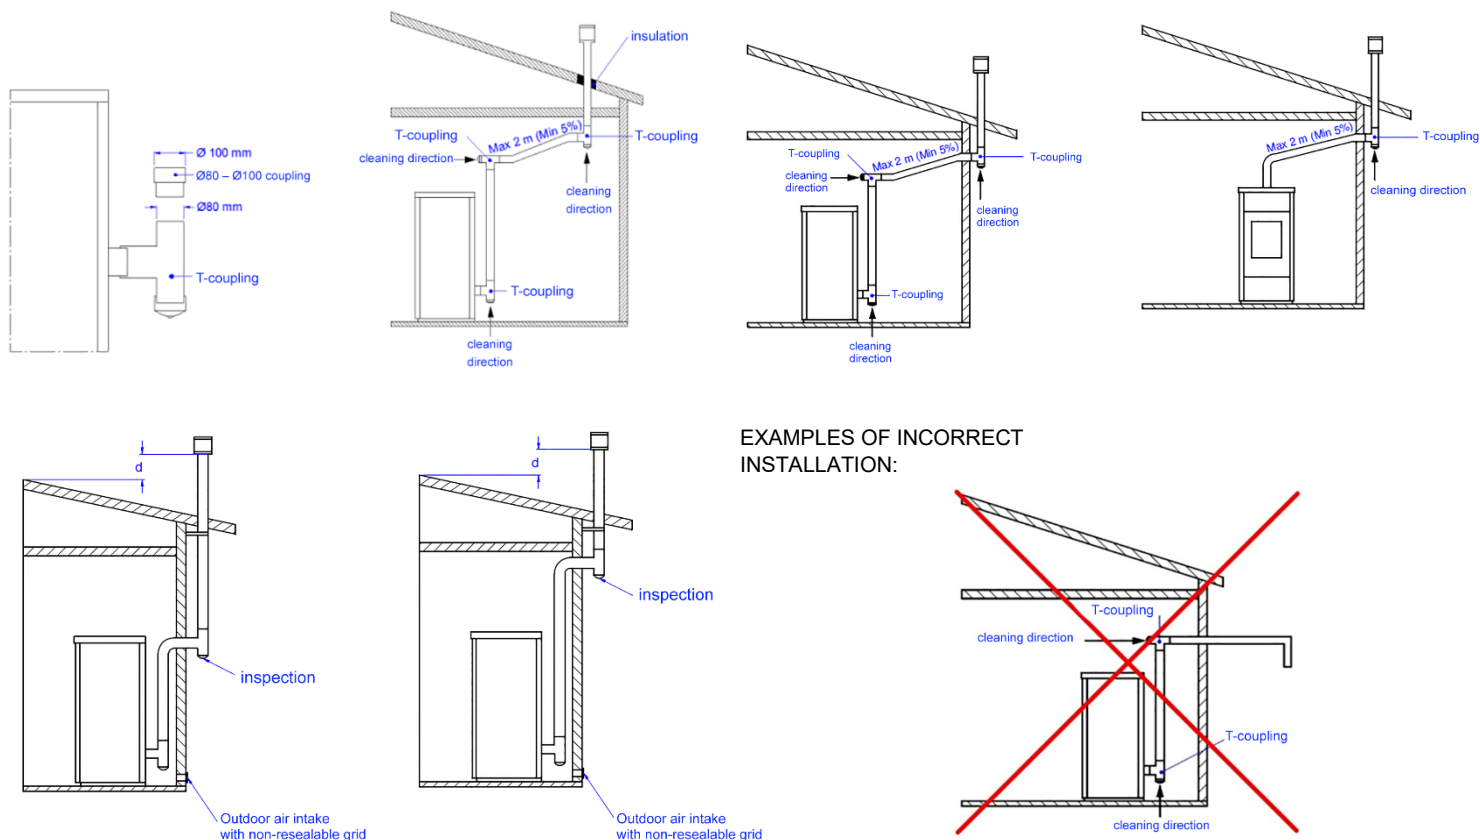 Ø 100 mm
Ø80 – Ø100 coupling
Ø80 mm
T-coupling
insulation
T-coupling
Max 2 m (Min 5%)
T-coupling
cleaning direction
cleaning
direction
T-coupling
cleaning
direction
T-coupling
Max 2 m (Min 5%)
T-coupling
cleaning
direction
cleaning
direction
T-coupling
cleaning
direction
Max 2 m (Min 5%)
T-coupling
cleaning direction
d
inspection
Outdoor air intake
with non-resealable grid
d
inspection
Outdoor air intake
with non-resealable grid
EXAMPLES OF INCORRECT
INSTALLATION:
T-coupling
cleaning direction
T-coupling
cleaning direction